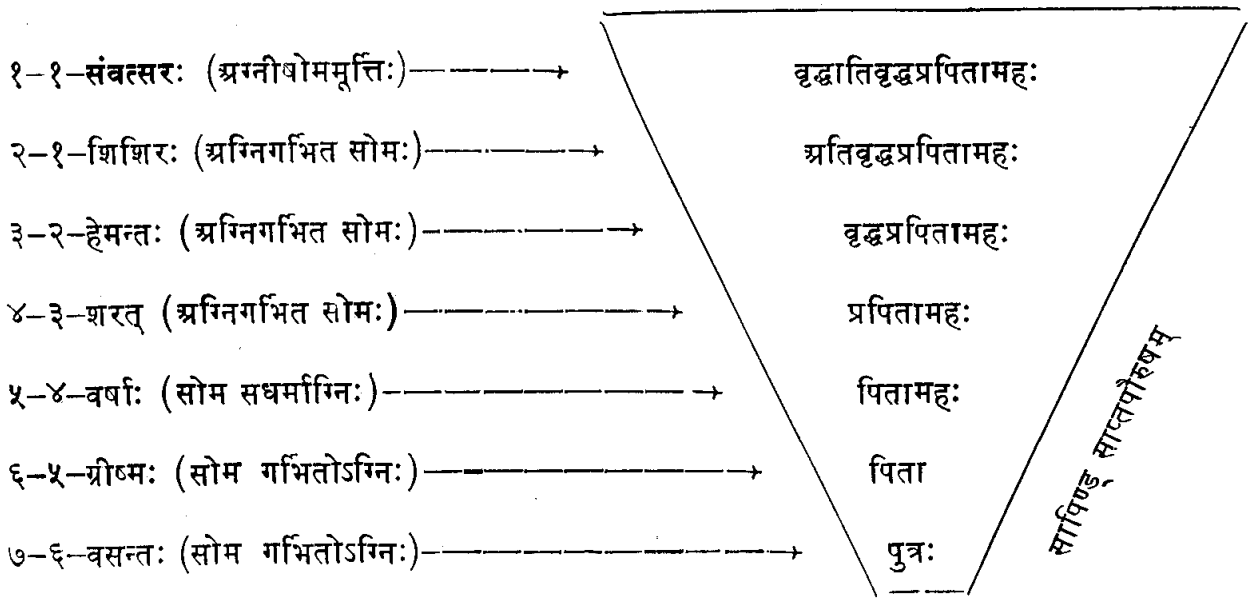 १-१-संवत्सरः (अग्नीषोममूर्त्तिः) वृद्धातिवृद्धप्रपितामहः
२-१-शिशिरः (अग्निगर्भित सोमः) अतिवृद्धप्रपितामहः
३-२-हेमन्तः (अग्निगर्भित सोमः) वृद्धप्रपितामहः
४-३-शरत् (अग्निगर्भित सोमः) प्रपितामहः
५-४-वर्षाः (सोम सधर्माग्निः) पितामहः
६-५-ग्रीष्मः (सोम गर्भितोऽग्निः) पिता
७-६-वसन्तः (सोम गर्भितोऽग्निः) पुत्रः
सापिण्डू साप्तपौरुषम्